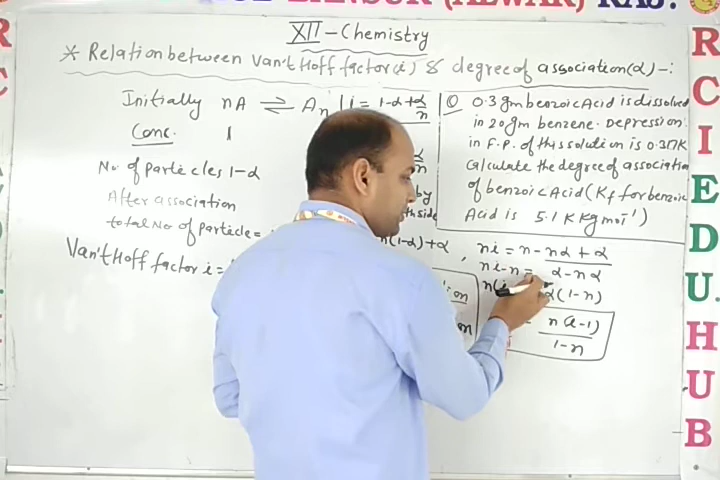 (ALWAR) RAJ.
XII - Chemistry
* Relation between Van't Hoff factor (i) & degree of association (α) -:
Initially nA ⇌ An
Conc. 1
No. of particles 1-α
After association
total No of particle =
Van't Hoff factor i =
i = 1-α+α/n
by
n(1-α)+α
Q 0.3 gm benzoic Acid is dissolved
in 20 gm benzene. Depression
in F.P. of this solution is 0.317K
Calculate the degree of association
of benzoic Acid (Kf for benzoic
Acid is 5.1 K Kg mol⁻¹)
ni = n - nα + α
ni - n = α - nα
α(1-n)
n(i-1)
1-n
R
C
I
E
D
U
H
U
B